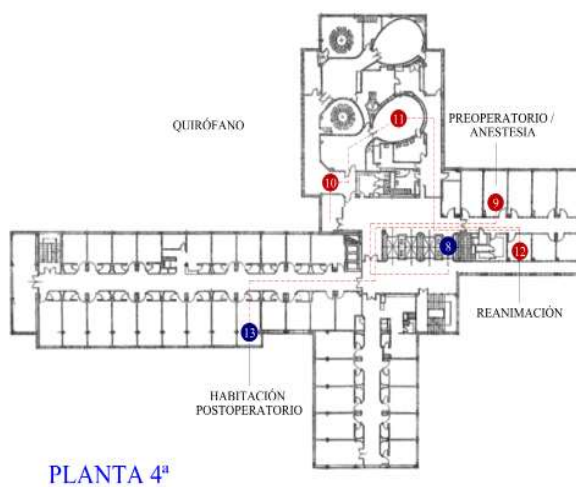 QUIRÓFANO
11
PREOPERATORIO /
ANESTESIA
10
9
8
12
REANIMACIÓN
13
HABITACIÓN
POSTOPERATORIO
PLANTA 4ª